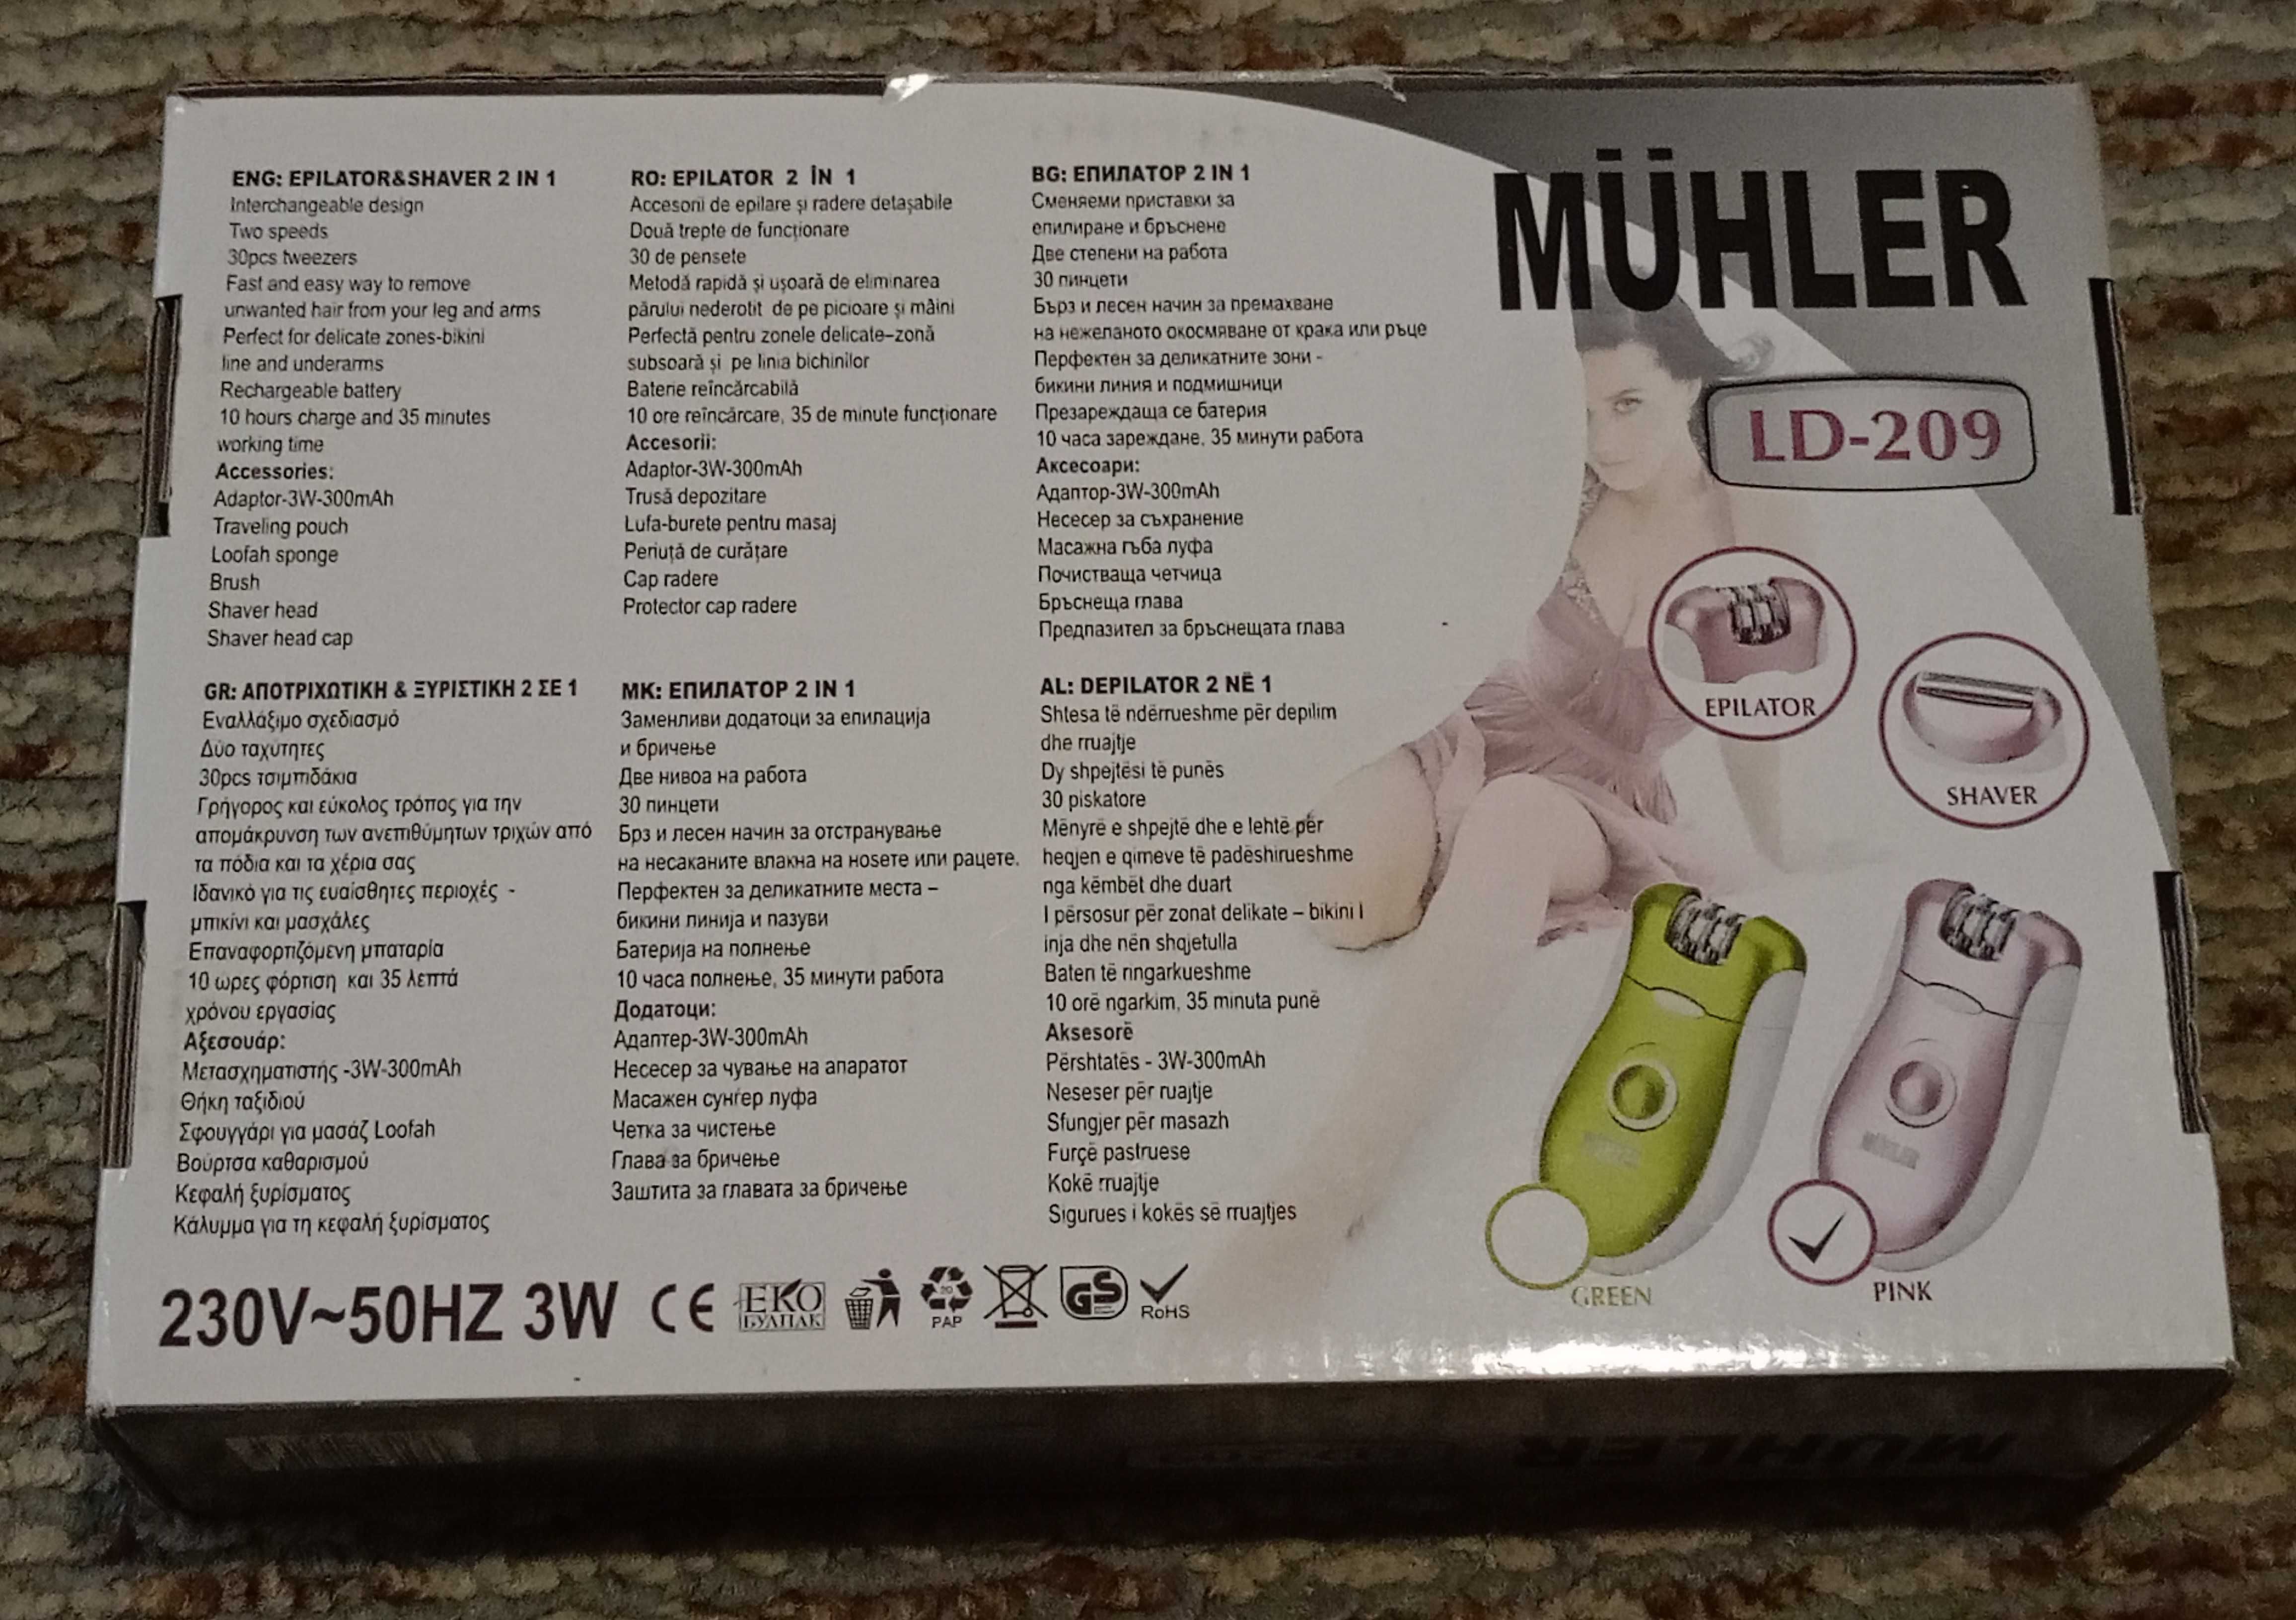 ENG: EPILATOR&SHAVER 2 IN 1
Interchangeable design
Two speeds
30pcs tweezers
Fast and easy way to remove
unwanted hair from your leg and arms
Perfect for delicate zones-bikini
line and underarms
Rechargeable battery
10 hours charge and 35 minutes
working time
Accessories:
Adaptor-3W-300mAh
Traveling pouch
Loofah sponge
Brush
Shaver head
Shaver head cap
RO: EPILATOR 2 ÎN 1
Accesorii de epilare și radere detașabile
Două trepte de funcționare
30 de pensete
Metodă rapidă și ușoară de eliminarea
părului nederotit de pe picioare și mâini
Perfectă pentru zonele delicate–zonă
subsoară și pe linia bichinilor
Baterie reîncărcabilă
10 ore reîncărcare, 35 de minute funcționare
Accesorii:
Adaptor-3W-300mAh
Trusă depozitare
Lufa-burete pentru masaj
Periuță de curățare
Cap radere
Protector cap radere
BG: ЕПИЛАТОР 2 IN 1
Сменяеми приставки за
епилиране и бръснене
Две степени на работа
30 пинцети
Бърз и лесен начин за премахване
на нежеланото окосмяване от крака или ръце
Перфектен за деликатните зони -
бикини линия и подмишници
Презареждаща се батерия
10 часа зареждане, 35 минути работа
Аксесоари:
Адаптор-3W-300mAh
Несесер за съхранение
Масажна гъба луфа
Почистваща четчица
Бръснеща глава
Предпазител за бръснещата глава
GR: ΑΠΟΤΡΙΧΩΤΙΚΗ & ΞΥΡΙΣΤΙΚΗ 2 ΣΕ 1
Εναλλάξιμο σχεδιασμό
Δύο ταχύτητες
30pcs τσιμπιδάκια
Γρήγορος και εύκολος τρόπος για την
απομάκρυνση των ανεπιθύμητων τριχών από
τα πόδια και τα χέρια σας
Ιδανικό για τις ευαίσθητες περιοχές -
μπικίνι και μασχάλες
Επαναφορτιζόμενη μπαταρία
10 ωρες φόρτιση και 35 λεπτά
χρόνου εργασίας
Αξεσουάρ:
Μετασχηματιστής -3W-300mAh
Θήκη ταξιδιού
Σφουγγάρι για μασάζ Loofah
Βούρτσα καθαρισμού
Κεφαλή ξυρίσματος
Κάλυμμα για τη κεφαλή ξυρίσματος
MK: ЕПИЛАТОР 2 IN 1
Заменливи додатоци за епилација
и бричење
Две нивоа на работа
30 пинцети
Брз и лесен начин за отстранување
на несаканите влакна на нозете или рацете.
Перфектен за деликатните места –
бикини линија и пазуви
Батерија на полнење
10 часа полнење, 35 минути работа
Додатоци:
Адаптер-3W-300mAh
Несесер за чување на апаратот
Масажен сунѓер луфа
Четка за чистење
Глава за бричење
Заштита за главата за бричење
AL: DEPILATOR 2 NË 1
Shtesa të ndërrueshme për depilim
dhe rruajtje
Dy shpejtësi të punës
30 piskatore
Mënyrë e shpejtë dhe e lehtë për
heqjen e qimeve të padëshirueshme
nga këmbët dhe duart
I përsosur për zonat delikate – bikini l
inja dhe nën shqjetulla
Bateri të ringarkueshme
10 orë ngarkim, 35 minuta punë
Aksesorë
Përshtatës - 3W-300mAh
Neseser për ruajtje
Sfungjer për masazh
Furçë pastruese
Kokë rruajtje
Sigurues i kokës së rruajtjes
230V~50HZ 3W
CE
ЕКО
БУЛПАК
20
PAP
GS
RoHS
MÜHLER
LD-209
EPILATOR
SHAVER
MÜHLER
GREEN
PINK
MÜHLER